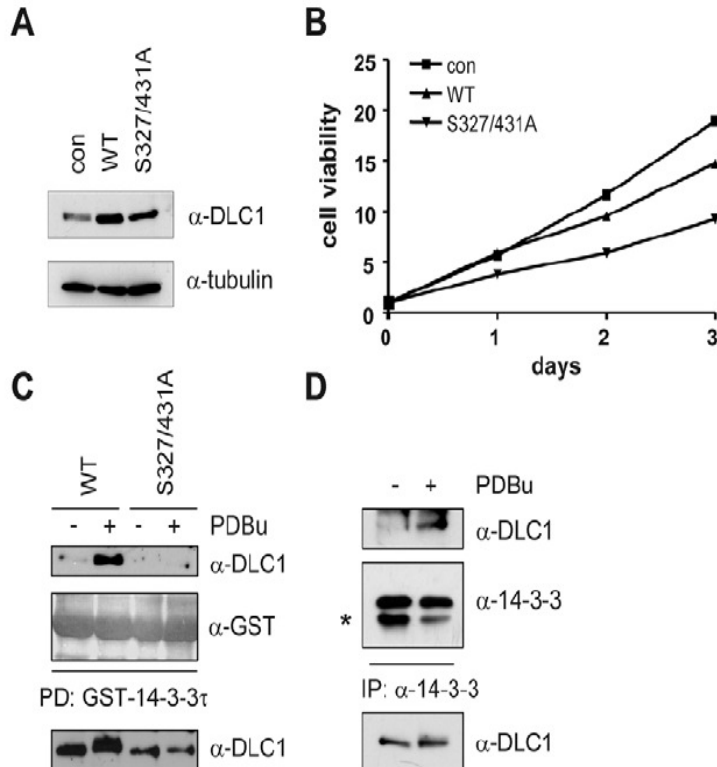 A
con
WT
S327/431A
α-DLC1
α-tubulin
B
cell viability
25
20
15
10
5
0
con
WT
S327/431A
0 1 2 3
days
C
WT
S327/431A
- + - + PDBu
α-DLC1
α-GST
PD: GST-14-3-3τ
α-DLC1
D
- + PDBu
α-DLC1
α-14-3-3
*
IP: α-14-3-3
α-DLC1